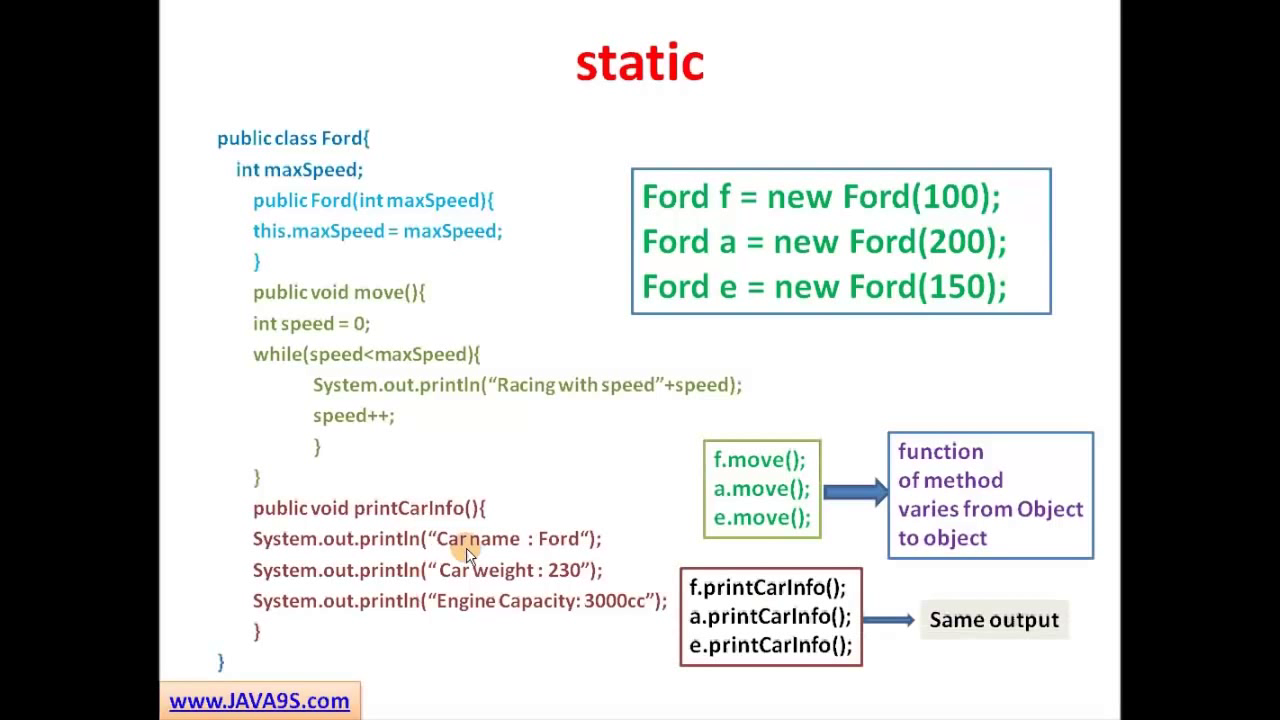 static
public class Ford{
int maxSpeed;
public Ford(int maxSpeed){
this.maxSpeed = maxSpeed;
}
public void move(){
int speed = 0;
while(speed<maxSpeed){
System.out.println(“Racing with speed”+speed);
speed++;
}
}
public void printCarInfo(){
System.out.println(“Car name : Ford“);
System.out.println(“ Car weight : 230”);
System.out.println(“Engine Capacity: 3000cc”);
}
}
Ford f = new Ford(100);
Ford a = new Ford(200);
Ford e = new Ford(150);
f.move();
a.move();
e.move();
function
of method
varies from Object
to object
f.printCarInfo();
a.printCarInfo();
e.printCarInfo();
Same output
www.JAVA9S.com